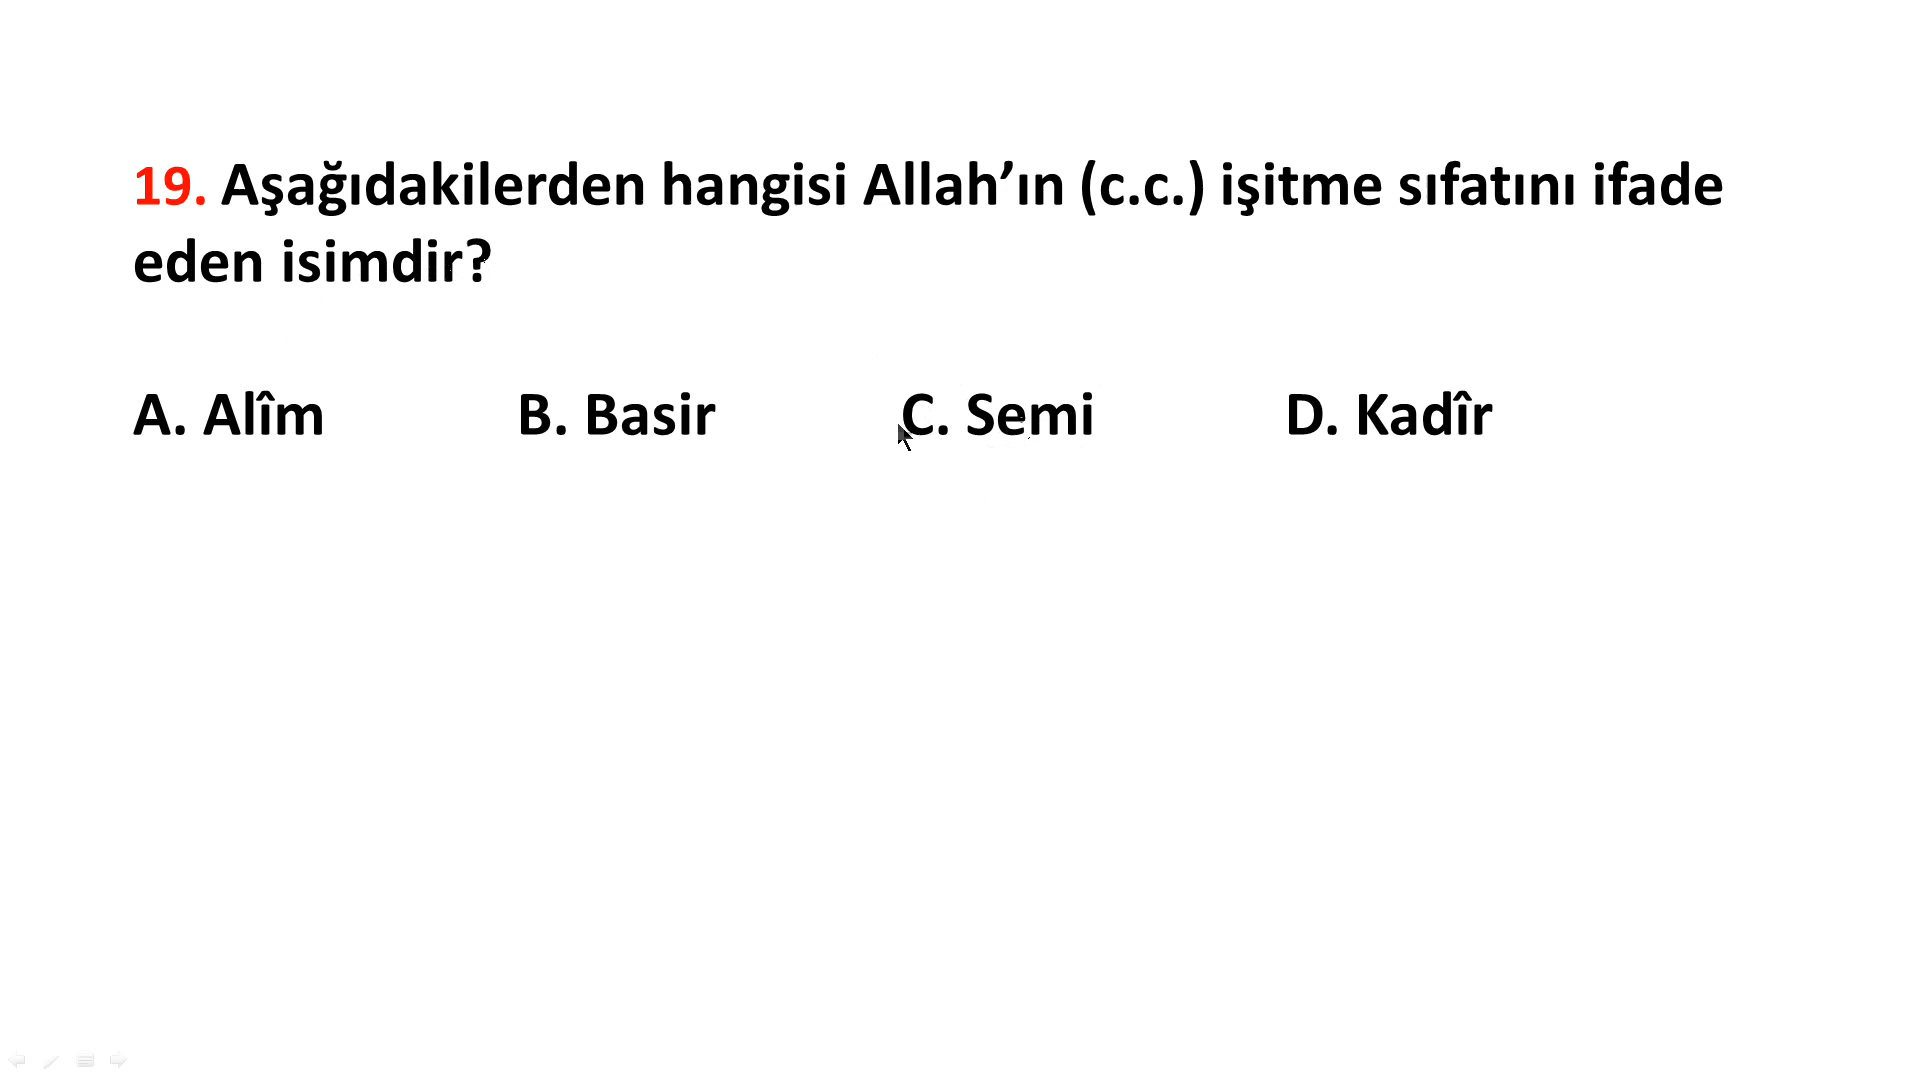 19. Aşağıdakilerden hangisi Allah’ın (c.c.) işitme sıfatını ifade
eden isimdir?
A. Alîm B. Basir C. Semi D. Kadîr